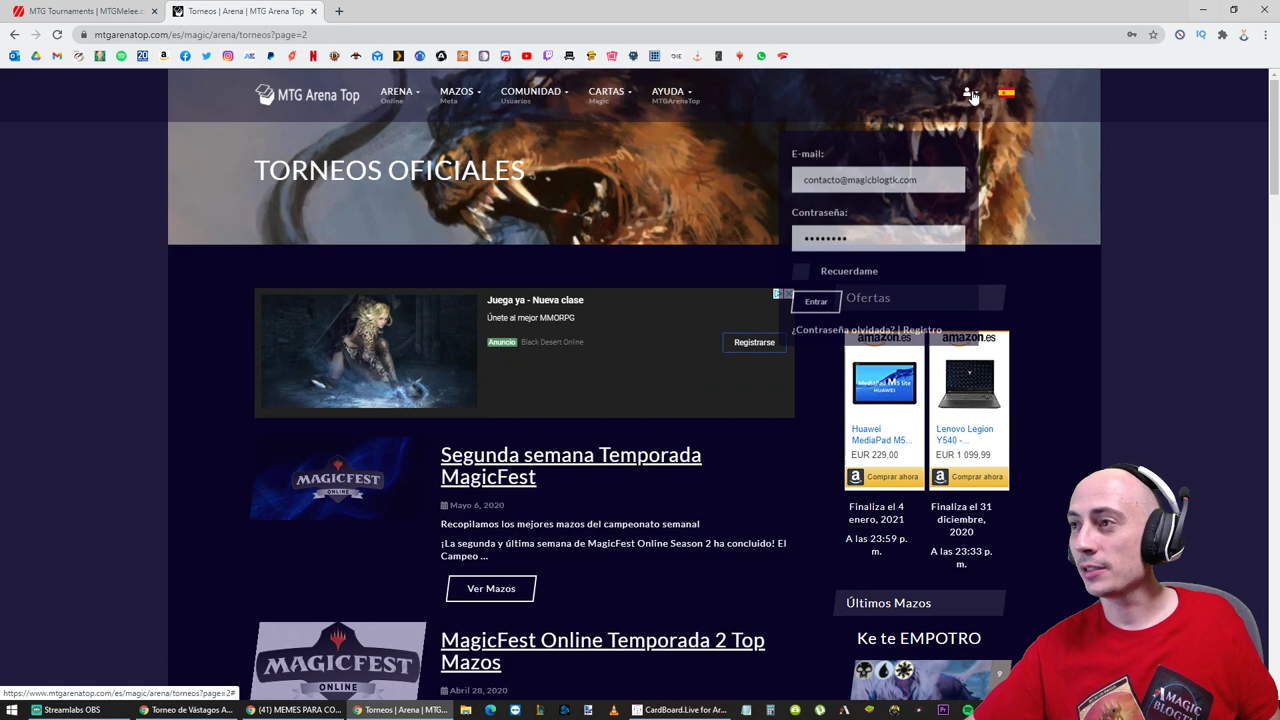 MTG Tournaments | MTGMelee.c
Torneos | Arena | MTG Arena Top
mtgarenatop.com/es/magic/arena/torneos?page=2
MTG Arena Top
ARENA
Online
MAZOS
Meta
COMUNIDAD
Usuarios
CARTAS
Magic
AYUDA
MTGArenaTop
TORNEOS OFICIALES
E-mail:
contacto@magicblogtk.com
Contraseña:
Recuerdame
Entrar
¿Contraseña olvidada? | Registro
Juega ya - Nueva clase
Únete al mejor MMORPG
Anuncio Black Desert Online
Registrarse
Ofertas
amazon.es
Huawei
MediaPad M5...
EUR 229,00
Comprar ahora
Finaliza el 4
enero, 2021
A las 23:59 p.
m.
amazon.es
Lenovo Legion
Y540 -...
EUR 1 099,99
Comprar ahora
Finaliza el 31
diciembre,
2020
A las 23:33 p.
m.
MAGICFEST
ONLINE
Segunda semana Temporada
MagicFest
Mayo 6, 2020
Recopilamos los mejores mazos del campeonato semanal
¡La segunda y última semana de MagicFest Online Season 2 ha concluido! El
Campeo ...
Ver Mazos
Últimos Mazos
Ke te EMPOTRO
9
MAGICFEST
ONLINE
MagicFest Online Temporada 2 Top
Mazos
Abril 28, 2020
MAGIC
BLOG
https://www.mtgarenatop.com/es/magic/arena/torneos?page=2#
Streamlabs OBS
Torneo de Vástagos A...
(41) MEMES PARA CO...
Torneos | Arena | MTG...
CardBoard.Live for Ar...